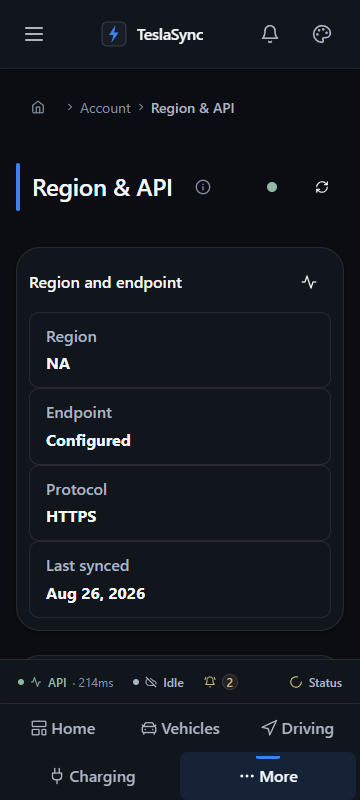 TeslaSync
Account
Region & API
Region & API
Region and endpoint
Region
NA
Endpoint
Configured
Protocol
HTTPS
Last synced
Aug 26, 2026
API · 214ms
Idle
2
Status
Home
Vehicles
Driving
Charging
More